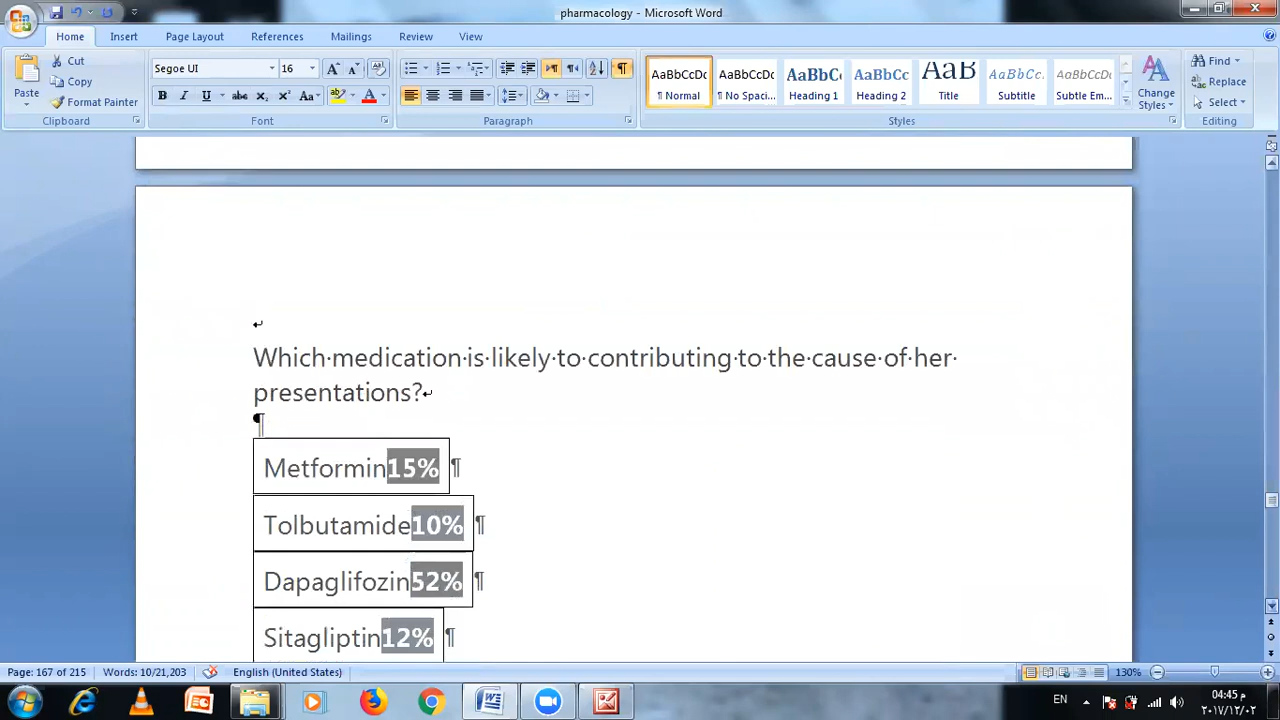 pharmacology - Microsoft Word
Home Insert Page Layout References Mailings Review View
Cut
Copy
Format Painter
Paste
Clipboard
Segoe UI 16
Font
Paragraph
AaBbCcDc AaBbCcDc AaBbC AaBbCc AaB AaBbCc. AaBbCcDc
¶ Normal ¶ No Spaci... Heading 1 Heading 2 Title Subtitle Subtle Em...
Change Styles
Styles
Find
Replace
Select
Editing
Which·medication·is·likely·to·contributing·to·the·cause·of·her·
presentations?
¶
Metformin15% ¶
Tolbutamide10% ¶
Dapaglifozin52% ¶
Sitagliptin12% ¶
Page: 167 of 215 Words: 10/21,203 English (United States) 130%
EN
04:45 م
٢٠١٧/١٢/٠٢